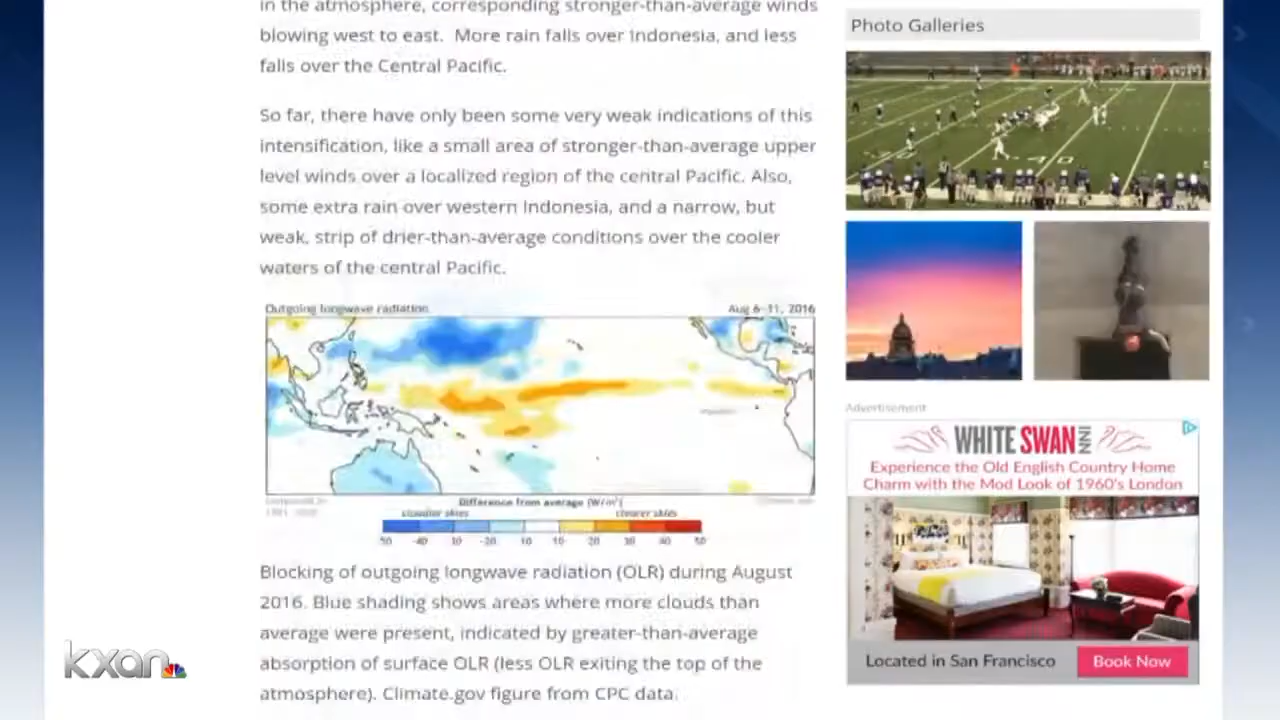 in the atmosphere, corresponding stronger-than-average winds
blowing west to east. More rain falls over Indonesia, and less
falls over the Central Pacific.
So far, there have only been some very weak indications of this
intensification, like a small area of stronger-than-average upper
level winds over a localized region of the central Pacific. Also,
some extra rain over western Indonesia, and a narrow, but
weak, strip of drier-than-average conditions over the cooler
waters of the central Pacific.
Outgoing longwave radiation
Aug 6-11, 2016
Difference from average (W/m²)
cloudier skies
clearer skies
-40
-20
10
10
20
30
40
50
Blocking of outgoing longwave radiation (OLR) during August
2016. Blue shading shows areas where more clouds than
average were present, indicated by greater-than-average
absorption of surface OLR (less OLR exiting the top of the
atmosphere). Climate.gov figure from CPC data.
kxan
Photo Galleries
Advertisement
WHITE SWAN INN
Experience the Old English Country Home
Charm with the Mod Look of 1960's London
Located in San Francisco
Book Now